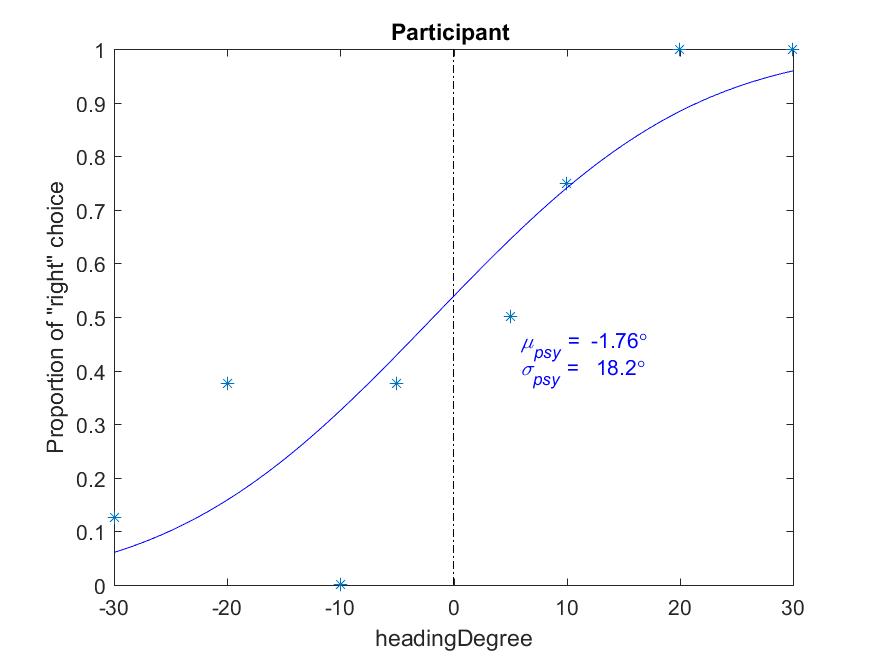 Participant
1
0.9
0.8
0.7
0.6
0.5
0.4
0.3
0.2
0.1
0
Proportion of "right" choice
μpsy = -1.76°
σpsy = 18.2°
-30 -20 -10 0 10 20 30
headingDegree